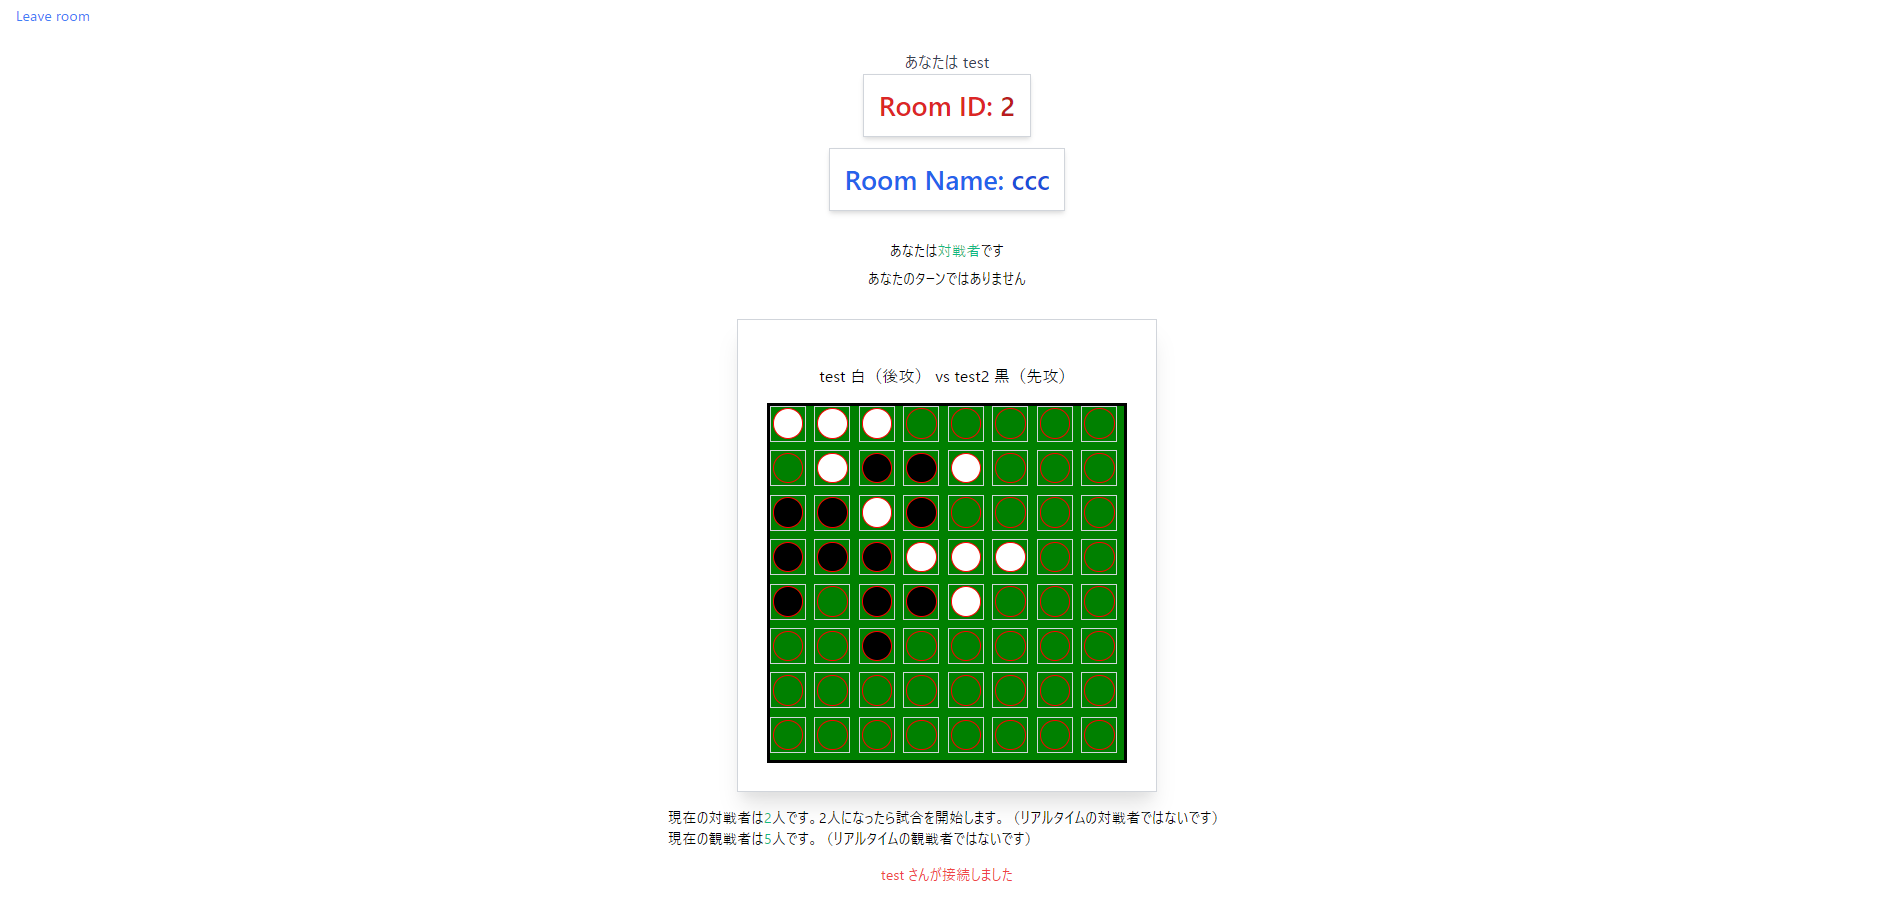 Leave room
あなたは test
Room ID: 2
Room Name: ccc
あなたは対戦者です
あなたのターンではありません
test 白（後攻） vs test2 黒（先攻）
現在の対戦者は2人です。2人になったら試合を開始します。（リアルタイムの対戦者ではないです）
現在の観戦者は5人です。（リアルタイムの観戦者ではないです）
test さんが接続しました